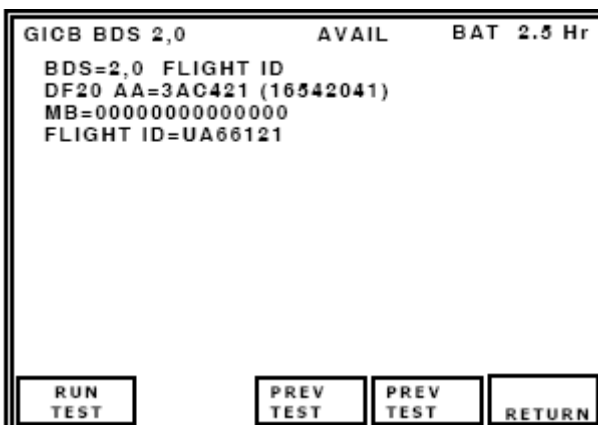 GICB BDS 2,0 AVAIL BAT 2.5 Hr
BDS=2,0 FLIGHT ID
DF20 AA=3AC421 (16542041)
MB=00000000000000
FLIGHT ID=UA66121
RUN TEST
PREV TEST
PREV TEST
RETURN